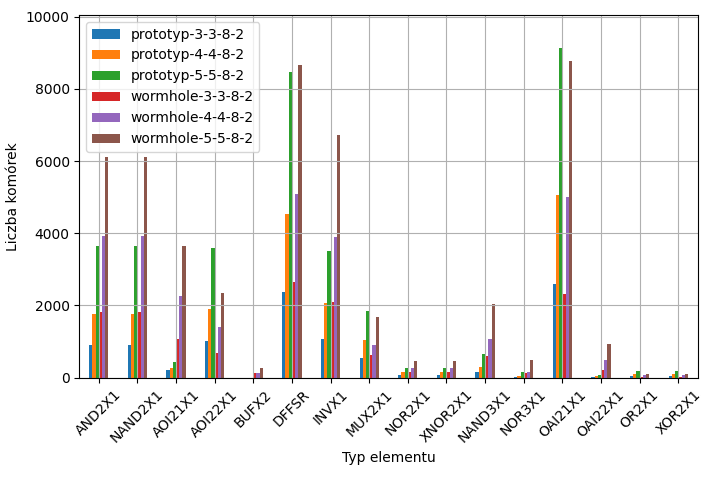 10000
8000
6000
4000
2000
0
Liczba komórek
prototyp-3-3-8-2
prototyp-4-4-8-2
prototyp-5-5-8-2
wormhole-3-3-8-2
wormhole-4-4-8-2
wormhole-5-5-8-2
AND2X1
NAND2X1
AOI21X1
AOI22X1
BUFX2
DFFSR
INVX1
MUX2X1
NOR2X1
XNOR2X1
NAND3X1
NOR3X1
OAI21X1
OAI22X1
OR2X1
XOR2X1
Typ elementu